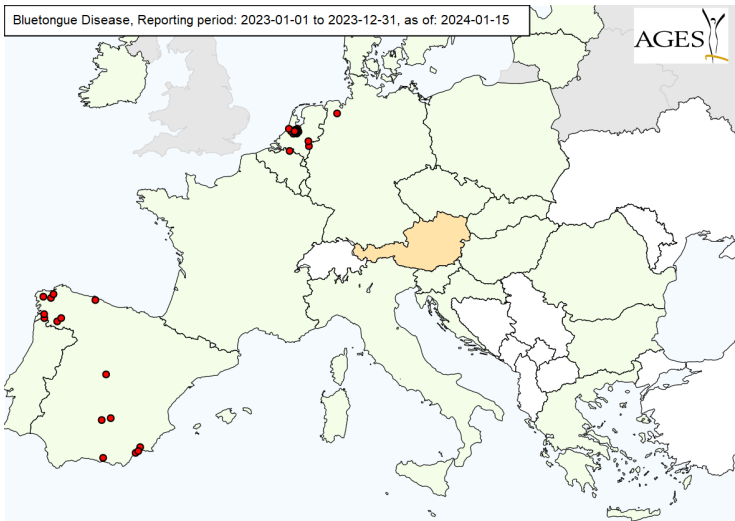 Bluetongue Disease, Reporting period: 2023-01-01 to 2023-12-31, as of: 2024-01-15
AGES